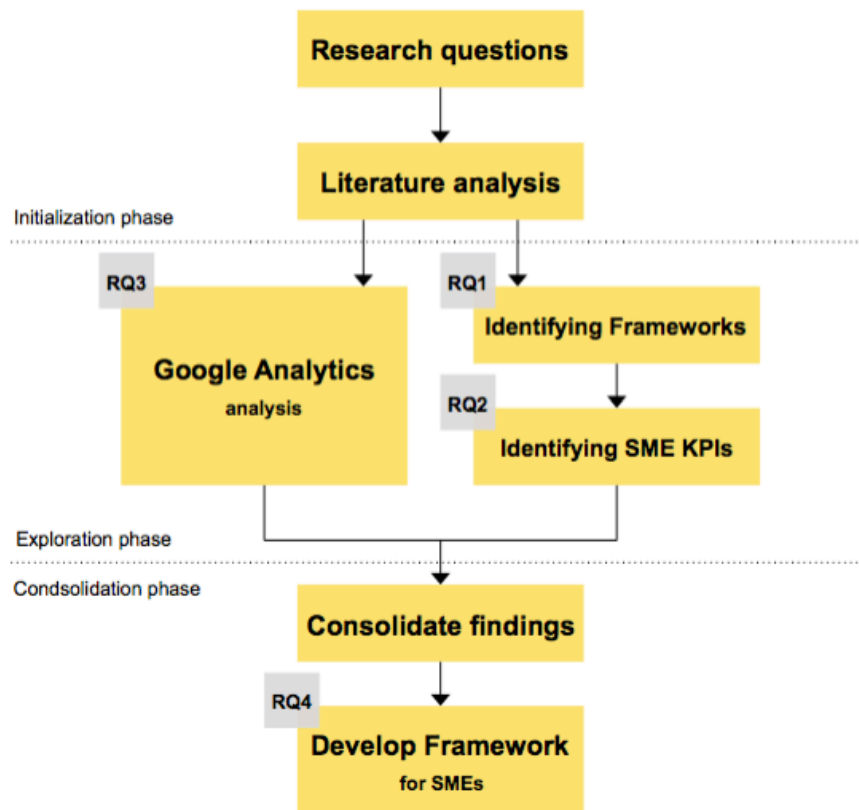 Research questions
Literature analysis
Initialization phase
RQ3
RQ1
Identifying Frameworks
Google Analytics
analysis
RQ2
Identifying SME KPIs
Exploration phase
Condsolidation phase
Consolidate findings
RQ4
Develop Framework
for SMEs